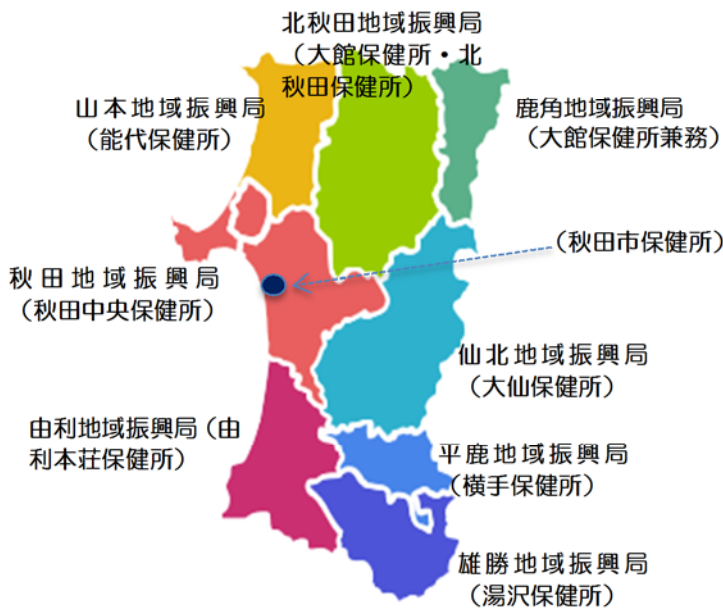 北秋田地域振興局
（大館保健所・北
秋田保健所）
山本地域振興局
（能代保健所）
鹿角地域振興局
（大館保健所兼務）
（秋田市保健所）
秋田地域振興局
（秋田中央保健所）
仙北地域振興局
（大仙保健所）
由利地域振興局（由
利本荘保健所）
平鹿地域振興局
（横手保健所）
雄勝地域振興局
（湯沢保健所）